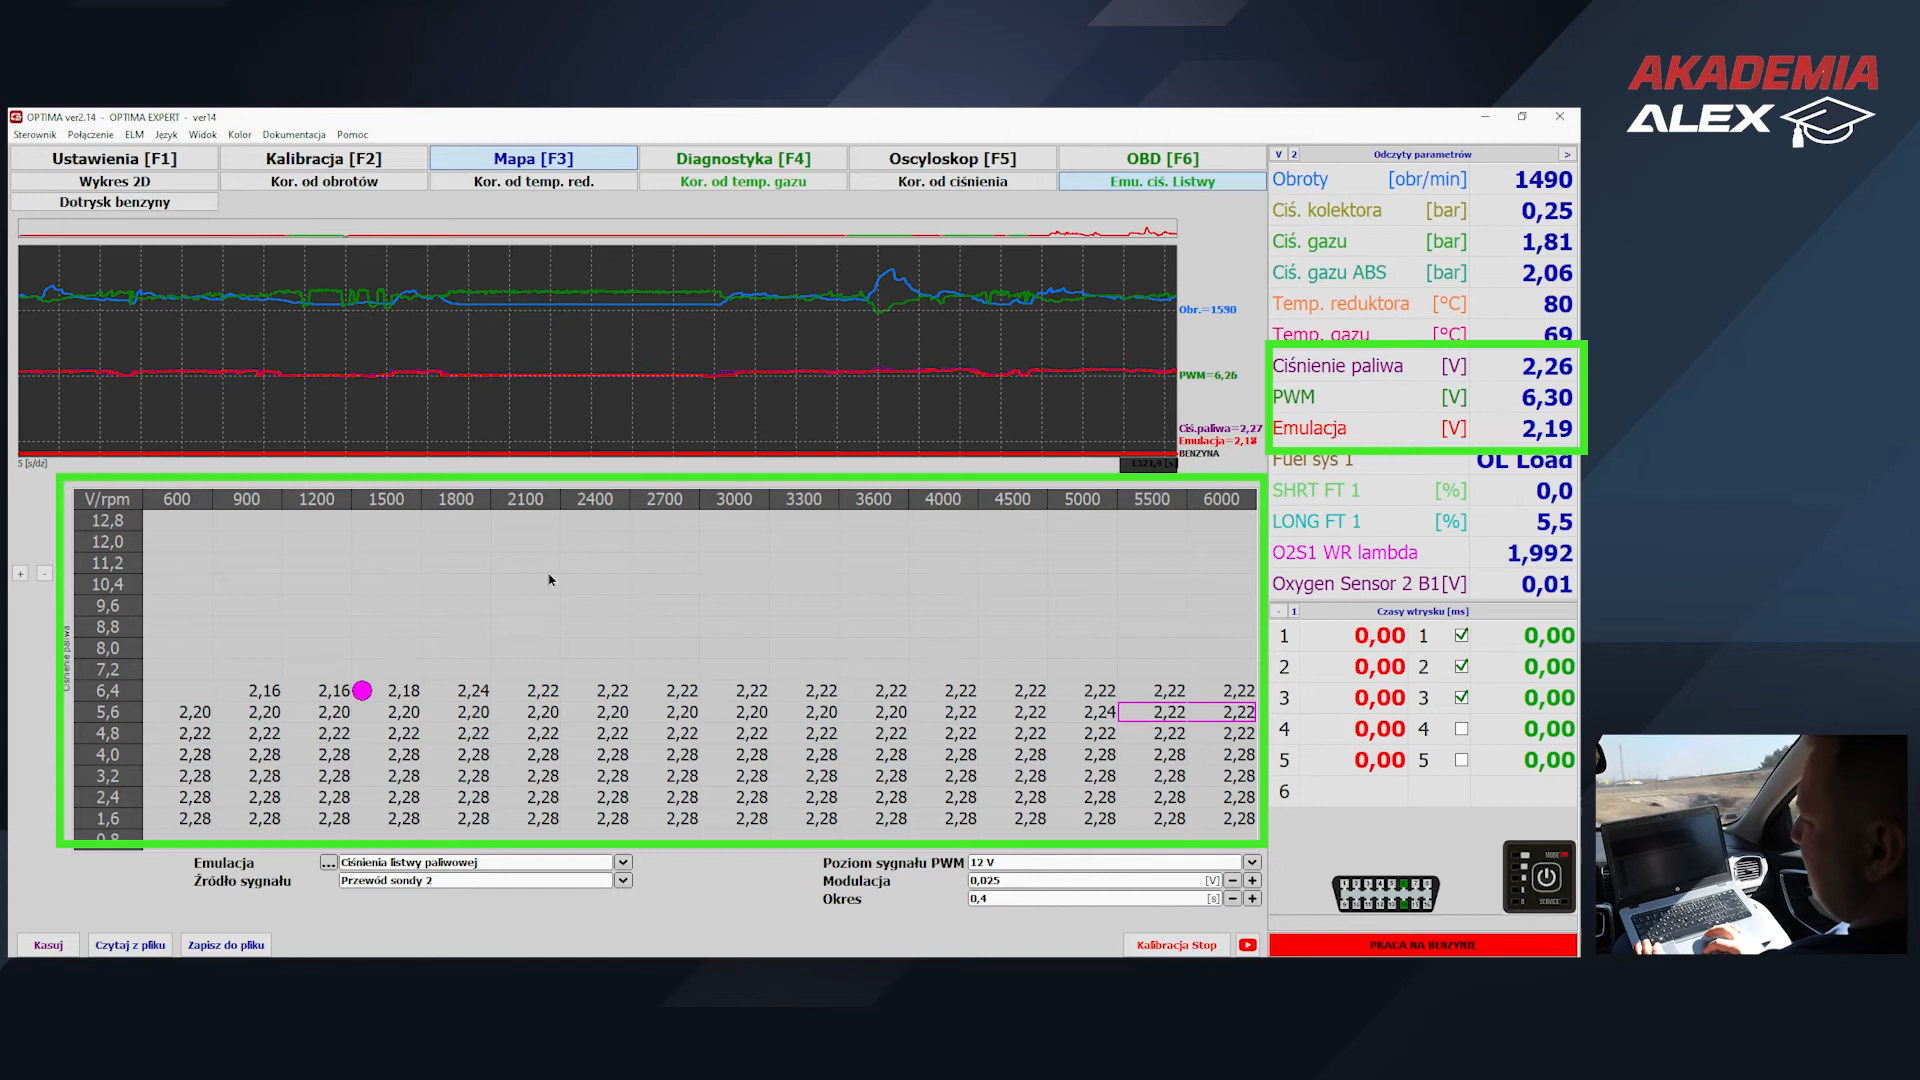 AKADEMIA
ALEX
OPTIMA ver2.14 - OPTIMA EXPERT - ver14
Sterownik Połączenie ELM Język Widok Kolor Dokumentacja Pomoc
Ustawienia [F1] Kalibracja [F2] Mapa [F3] Diagnostyka [F4] Oscyloskop [F5] OBD [F6]
Wykres 2D Kor. od obrotów Kor. od temp. red. Kor. od temp. gazu Kor. od ciśnienia Emu. ciś. Listwy
Dotrysk benzyny
Obr.=1530
PWM=6,26
Ciś.paliwa=2,27
Emulacja=2,18
BENZYNA
5 [s/dz] 1321,4 [s]
V/rpm 600 900 1200 1500 1800 2100 2400 2700 3000 3300 3600 4000 4500 5000 5500 6000
12,8
12,0
11,2
+ -
10,4
9,6
8,8
8,0
7,2
Ciśnienie paliwa
6,4 2,16 2,16 2,18 2,24 2,22 2,22 2,22 2,22 2,22 2,22 2,22 2,22 2,22 2,22 2,22
5,6 2,20 2,20 2,20 2,20 2,20 2,20 2,20 2,20 2,20 2,20 2,20 2,22 2,22 2,24 2,22 2,22
4,8 2,22 2,22 2,22 2,22 2,22 2,22 2,22 2,22 2,22 2,22 2,22 2,22 2,22 2,22 2,22 2,22
4,0 2,28 2,28 2,28 2,28 2,28 2,28 2,28 2,28 2,28 2,28 2,28 2,28 2,28 2,28 2,28 2,28
3,2 2,28 2,28 2,28 2,28 2,28 2,28 2,28 2,28 2,28 2,28 2,28 2,28 2,28 2,28 2,28 2,28
2,4 2,28 2,28 2,28 2,28 2,28 2,28 2,28 2,28 2,28 2,28 2,28 2,28 2,28 2,28 2,28 2,28
1,6 2,28 2,28 2,28 2,28 2,28 2,28 2,28 2,28 2,28 2,28 2,28 2,28 2,28 2,28 2,28 2,28
0,8
Emulacja ... Ciśnienia listwy paliwowej
Źródło sygnału Przewód sondy 2
Poziom sygnału PWM 12 V
Modulacja 0,025 [V] - +
Okres 0,4 [s] - +
Kasuj Czytaj z pliku Zapisz do pliku Kalibracja Stop
V 2 Odczyty parametrów >
Obroty [obr/min] 1490
Ciś. kolektora [bar] 0,25
Ciś. gazu [bar] 1,81
Ciś. gazu ABS [bar] 2,06
Temp. reduktora [°C] 80
Temp. gazu [°C] 69
Ciśnienie paliwa [V] 2,26
PWM [V] 6,30
Emulacja [V] 2,19
Fuel sys 1 OL Load
SHRT FT 1 [%] 0,0
LONG FT 1 [%] 5,5
O2S1 WR lambda 1,992
Oxygen Sensor 2 B1[V] 0,01
- 1 Czasy wtrysku [ms]
1 0,00 1 0,00
2 0,00 2 0,00
3 0,00 3 0,00
4 0,00 4 0,00
5 0,00 5 0,00
6
MODE
SERVICE
PRACA NA BENZYNIE